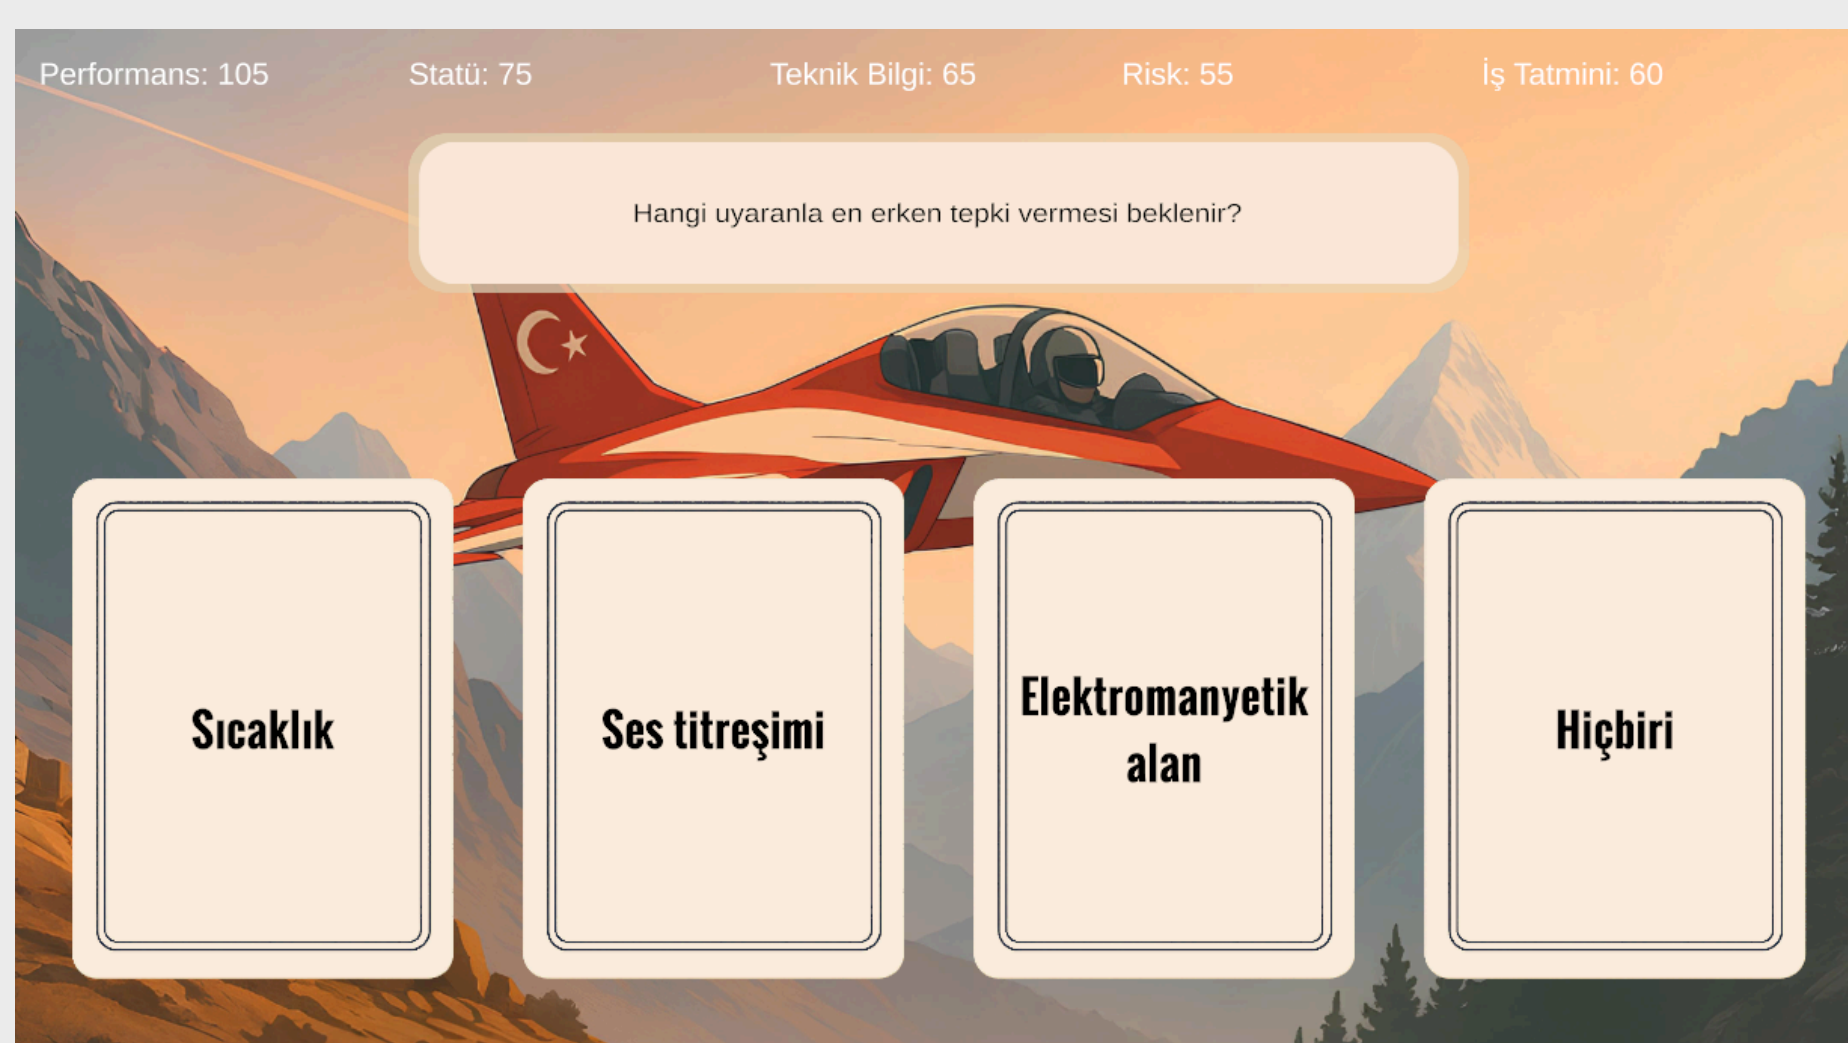 Performans: 105 Statü: 75 Teknik Bilgi: 65 Risk: 55 İş Tatmini: 60
Hangi uyaranla en erken tepki vermesi beklenir?
Sıcaklık
Ses titreşimi
Elektromanyetik
alan
Hiçbiri